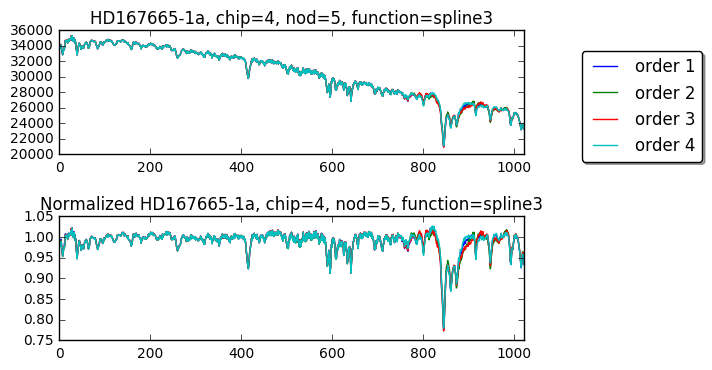 HD167665-1a, chip=4, nod=5, function=spline3
36000
34000
32000
30000
28000
26000
24000
22000
20000
0 200 400 600 800 1000
order 1
order 2
order 3
order 4
Normalized HD167665-1a, chip=4, nod=5, function=spline3
1.05
1.00
0.95
0.90
0.85
0.80
0.75
0 200 400 600 800 1000